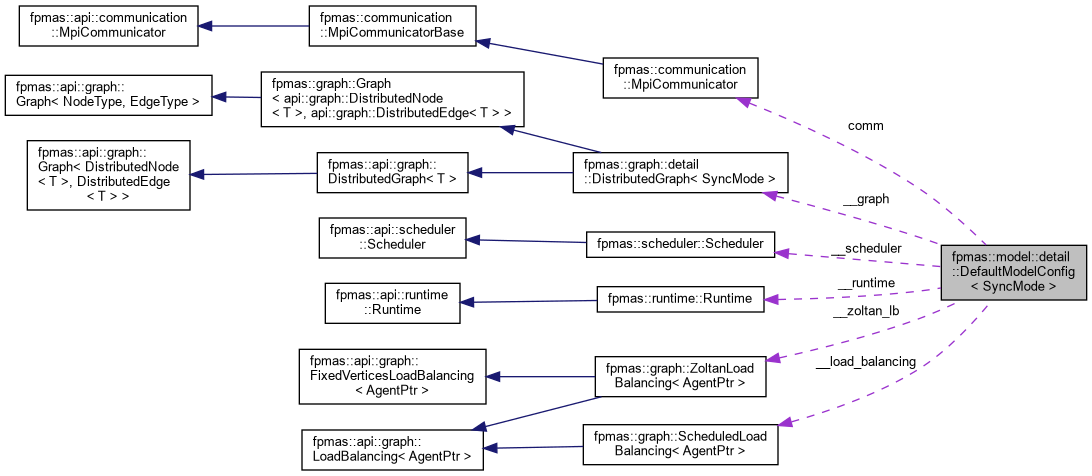 fpmas::api::communication
::MpiCommunicator
fpmas::communication
::MpiCommunicatorBase
fpmas::communication
::MpiCommunicator
fpmas::api::graph::
Graph< NodeType, EdgeType >
fpmas::graph::Graph
< api::graph::DistributedNode
< T >, api::graph::DistributedEdge< T > >
comm
fpmas::api::graph::
Graph< DistributedNode
< T >, DistributedEdge
< T > >
fpmas::api::graph::
DistributedGraph< T >
fpmas::graph::detail
::DistributedGraph< SyncMode >
__graph
fpmas::api::scheduler
::Scheduler
fpmas::scheduler::Scheduler
__scheduler
fpmas::model::detail
::DefaultModelConfig
< SyncMode >
fpmas::api::runtime
::Runtime
fpmas::runtime::Runtime
__runtime
__zoltan_lb
fpmas::api::graph::
FixedVerticesLoadBalancing
< AgentPtr >
fpmas::graph::ZoltanLoad
Balancing< AgentPtr >
__load_balancing
fpmas::api::graph::
LoadBalancing< AgentPtr >
fpmas::graph::ScheduledLoad
Balancing< AgentPtr >